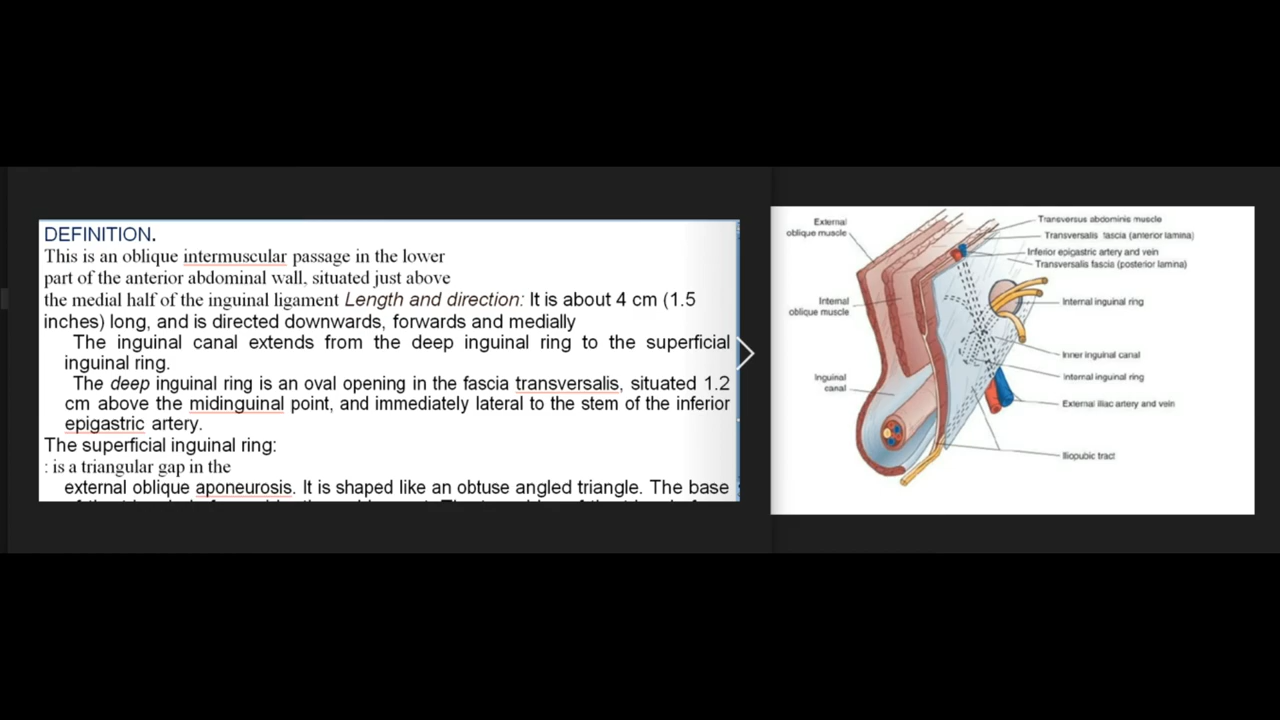 DEFINITION.
This is an oblique intermuscular passage in the lower
part of the anterior abdominal wall, situated just above
the medial half of the inguinal ligament Length and direction: It is about 4 cm (1.5
inches) long, and is directed downwards, forwards and medially
The inguinal canal extends from the deep inguinal ring to the superficial
inguinal ring.
The deep inguinal ring is an oval opening in the fascia transversalis, situated 1.2
cm above the midinguinal point, and immediately lateral to the stem of the inferior
epigastric artery.
The superficial inguinal ring:
: is a triangular gap in the
external oblique aponeurosis. It is shaped like an obtuse angled triangle. The base
External
oblique muscle
Internal
oblique muscle
Inguinal
canal
Transversus abdominis muscle
Transversalis fascia (anterior lamina)
Inferior epigastric artery and vein
Transversalis fascia (posterior lamina)
Internal inguinal ring
Inner inguinal canal
Internal inguinal ring
External iliac artery and vein
Iliopubic tract